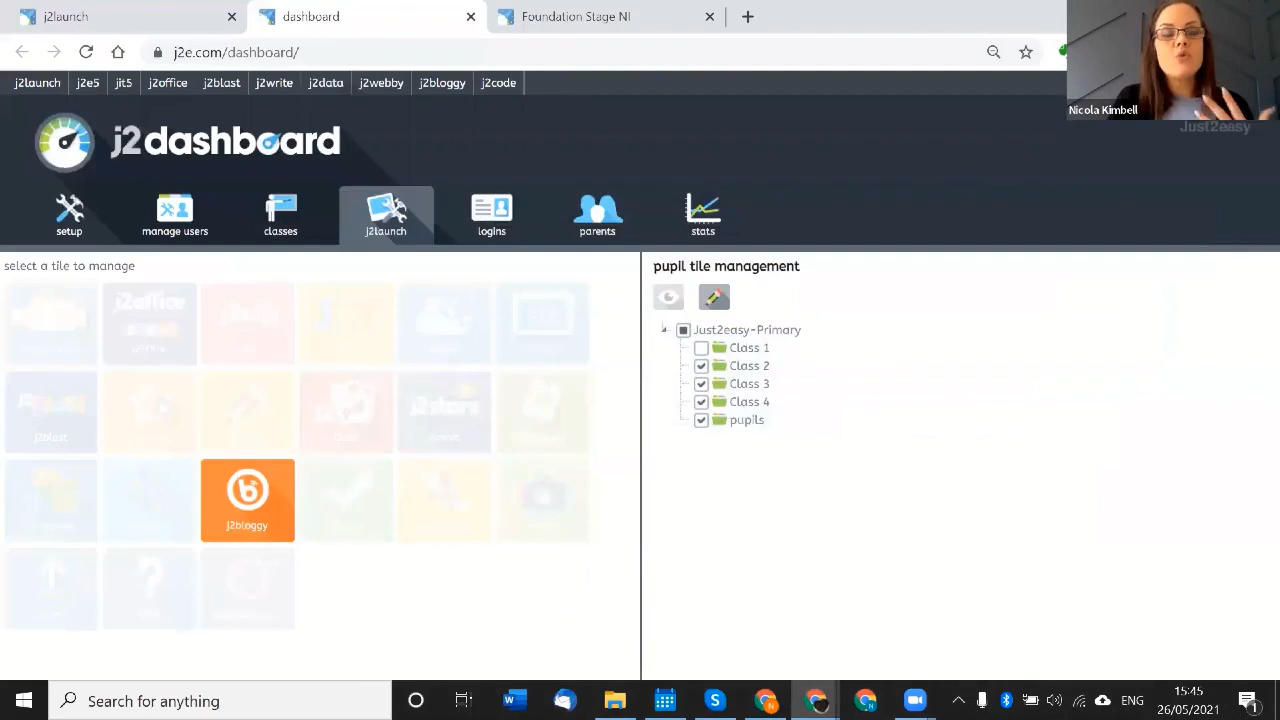 j2launch
dashboard
Foundation Stage NI
j2e.com/dashboard/
j2launch j2e5 jit5 j2office j2blast j2write j2data j2webby j2bloggy j2code
Nicola Kimbell
Just2easy
j2dashboard
setup manage users classes j2launch logins parents stats
select a tile to manage
pupil tile management
j2office
Just2easy-Primary
Class 1
Class 2
Class 3
Class 4
pupils
j2blast
j2bloggy
Search for anything
ENG
15:45
26/05/2021
1